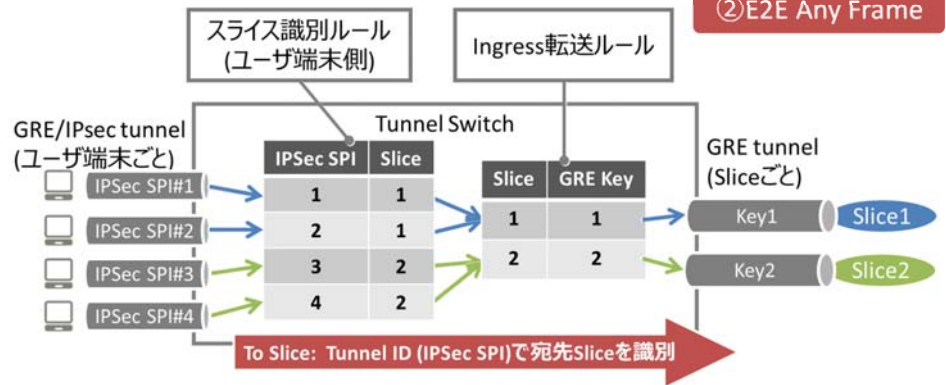 ②E2E Any Frame
スライス識別ルール
(ユーザ端末側)
Ingress転送ルール
GRE/IPsec tunnel
(ユーザ端末ごと)
Tunnel Switch
GRE tunnel
(Sliceごと)
IPSec SPI#1
IPSec SPI#2
IPSec SPI#3
IPSec SPI#4
IPSec SPI Slice
1 1
2 1
3 2
4 2
Slice GRE Key
1 1
2 2
Key1 Slice1
Key2 Slice2
To Slice: Tunnel ID (IPSec SPI)で宛先Sliceを識別